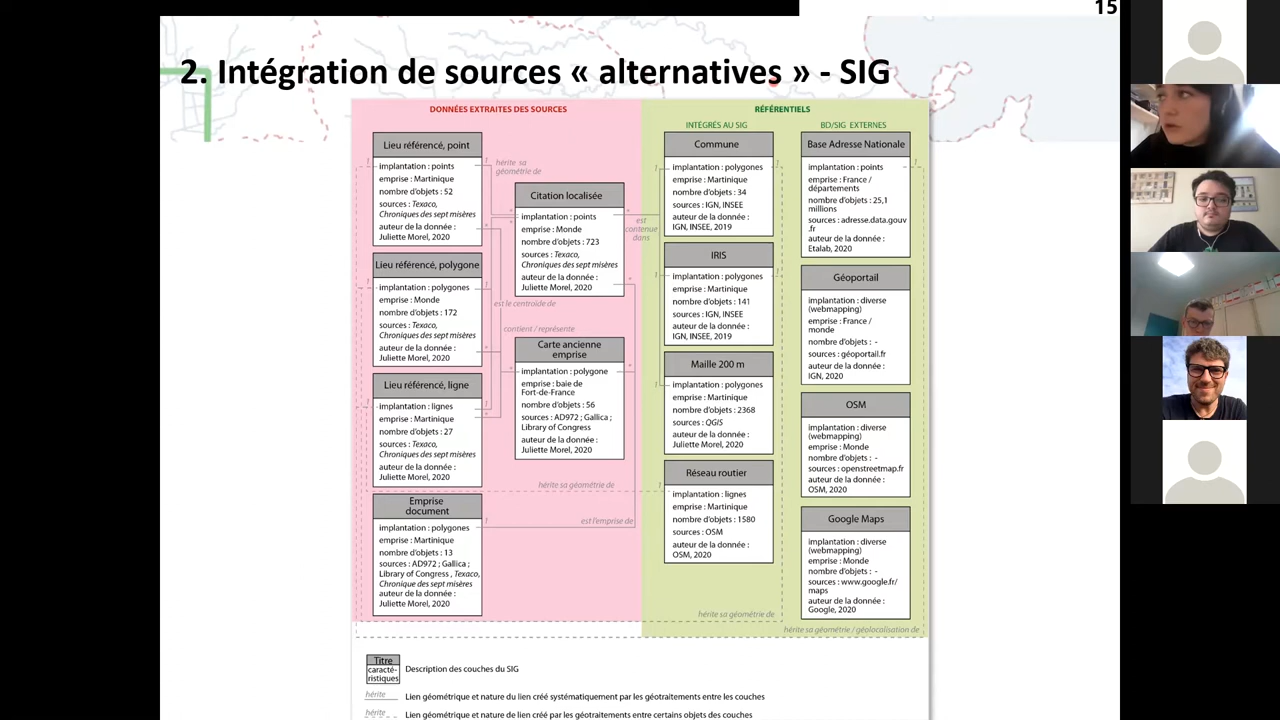 15
2. Intégration de sources « alternatives » - SIG
DONNÉES EXTRAITES DES SOURCES
Lieu référencé, point
implantation : points
emprise : Martinique
nombre d'objets : 52
sources : Texaco,
Chroniques des sept misères
auteur de la donnée :
Juliette Morel, 2020
Lieu référencé, polygone
implantation : polygones
emprise : Monde
nombre d'objets : 172
sources : Texaco,
Chroniques des sept misères
auteur de la donnée :
Juliette Morel, 2020
Lieu référencé, ligne
implantation : lignes
emprise : Martinique
nombre d'objets : 27
sources : Texaco,
Chroniques des sept misères
auteur de la donnée :
Juliette Morel, 2020
Emprise
document
implantation : polygones
emprise : Martinique
nombre d'objets : 13
sources : AD972 ; Gallica ;
Library of Congress , Texaco,
Chronique des sept misères
auteur de la donnée :
Juliette Morel, 2020
hérite sa
géométrie de
Citation localisée
implantation : points
emprise : Monde
nombre d'objets : 723
sources : Texaco,
Chroniques des sept misères
auteur de la donnée :
Juliette Morel, 2020
est le centroïde de
contient / représente
Carte ancienne
emprise
implantation : polygone
emprise : baie de
Fort-de-France
nombre d'objets : 56
sources : AD972 ; Gallica ;
Library of Congress
auteur de la donnée :
Juliette Morel, 2020
hérite sa géométrie de
est l'emprise de
est
contenue
dans
RÉFÉRENTIELS
INTÉGRÉS AU SIG
Commune
implantation : polygones
emprise : Martinique
nombre d'objets : 34
sources : IGN, INSEE
auteur de la donnée :
IGN, INSEE, 2019
IRIS
implantation : polygones
emprise : Martinique
nombre d'objets : 141
sources : IGN, INSEE
auteur de la donnée :
IGN, INSEE, 2019
Maille 200 m
implantation : polygones
emprise : Martinique
nombre d'objets : 2368
sources : QGIS
auteur de la donnée :
Juliette Morel, 2020
Réseau routier
implantation : lignes
emprise : Martinique
nombre d'objets : 1580
sources : OSM
auteur de la donnée :
OSM, 2020
hérite sa géométrie de
BD/SIG EXTERNES
Base Adresse Nationale
implantation : points
emprise : France /
départements
nombre d'objets : 25,1
millions
sources : adresse.data.gouv
.fr
auteur de la donnée :
Etalab, 2020
Géoportail
implantation : diverse
(webmapping)
emprise : France /
monde
nombre d'objets : -
sources : géoportail.fr
auteur de la donnée :
IGN, 2020
OSM
implantation : diverse
(webmapping)
emprise : Monde
nombre d'objets : -
sources : openstreetmap.fr
auteur de la donnée :
OSM, 2020
Google Maps
implantation : diverse
(webmapping)
emprise : Monde
nombre d'objets : -
sources : www.google.fr/
maps
auteur de la donnée :
Google, 2020
hérite sa géométrie / géolocalisation de
Titre
caracté-
ristiques
Description des couches du SIG
hérite
Lien géométrique et nature du lien créé systématiquement par les géotraitements entre les couches
hérite
Lien géométrique et nature de lien créé par les géotraitements entre certains objets des couches